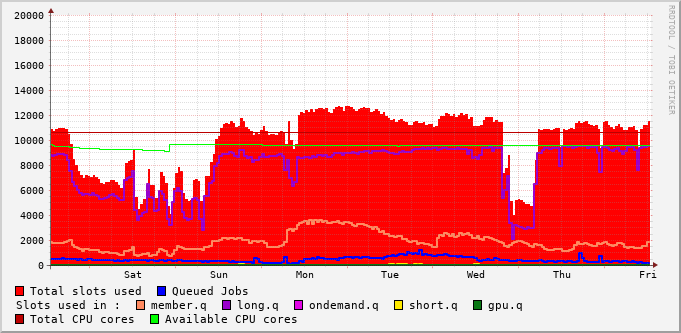 20000
18000
16000
14000
12000
10000
8000
6000
4000
2000
0
Sat Sun Mon Tue Wed Thu Fri
Total slots used Queued Jobs
Slots used in : member.q long.q ondemand.q short.q gpu.q
Total CPU cores Available CPU cores
RRDTOOL / TOBI OETIKER